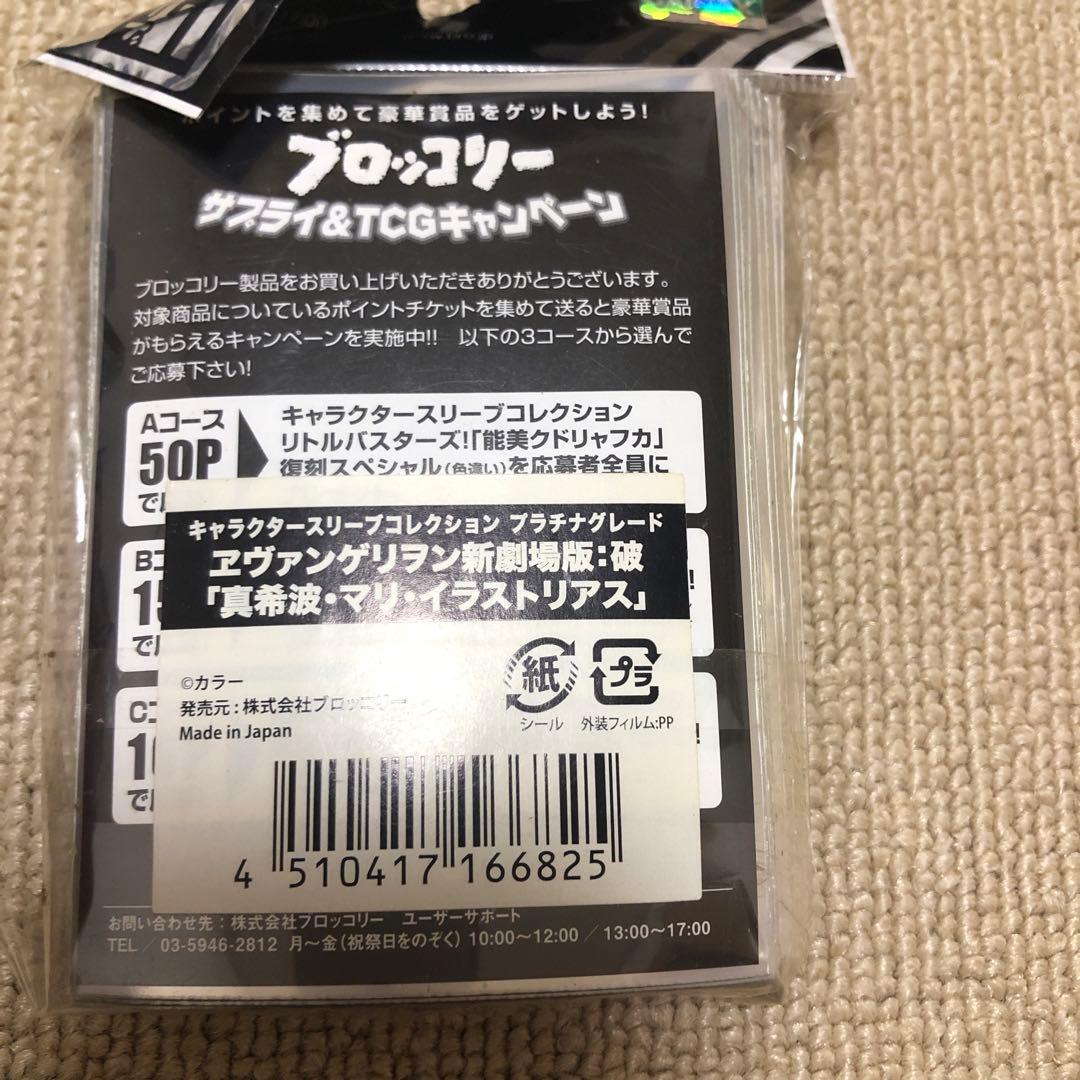 イントを集めて豪華賞品をゲットしよう!
ブロッコリー
サプライ&TCGキャンペーン
ブロッコリー製品をお買い上げいただきありがとうございます。
対象商品についているポイントチケットを集めて送ると豪華賞品
がもらえるキャンペーンを実施中!! 以下の3コースから選んで
ご応募下さい!
Aコース
50P
で
キャラクタースリーブコレクション
リトルバスターズ!「能美クドリャフカ」
復刻スペシャル(色違い)を応募者全員に
キャラクタースリーブコレクション プラチナグレード
ヱヴァンゲリヲン新劇場版:破
「真希波・マリ・イラストリアス」
B
1
で
C
1
で
©カラー
発売元:株式会社ブロッコリー
Made in Japan
紙
シール
プラ
外装フィルム:PP
4 510417 166825
お問い合わせ先:株式会社ブロッコリー ユーザーサポート
TEL/03-5946-2812 月~金(祝祭日をのぞく) 10:00~12:00/13:00~17:00